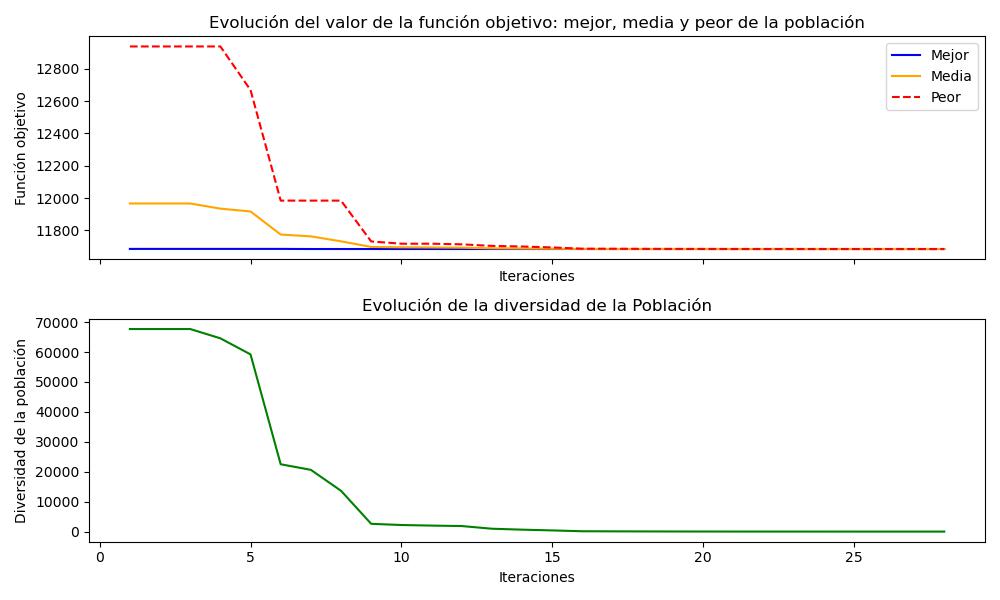 Evolución del valor de la función objetivo: mejor, media y peor de la población
Función objetivo
12800
12600
12400
12200
12000
11800
Mejor
Media
Peor
Iteraciones
Evolución de la diversidad de la Población
Diversidad de la población
70000
60000
50000
40000
30000
20000
10000
0
0 5 10 15 20 25
Iteraciones